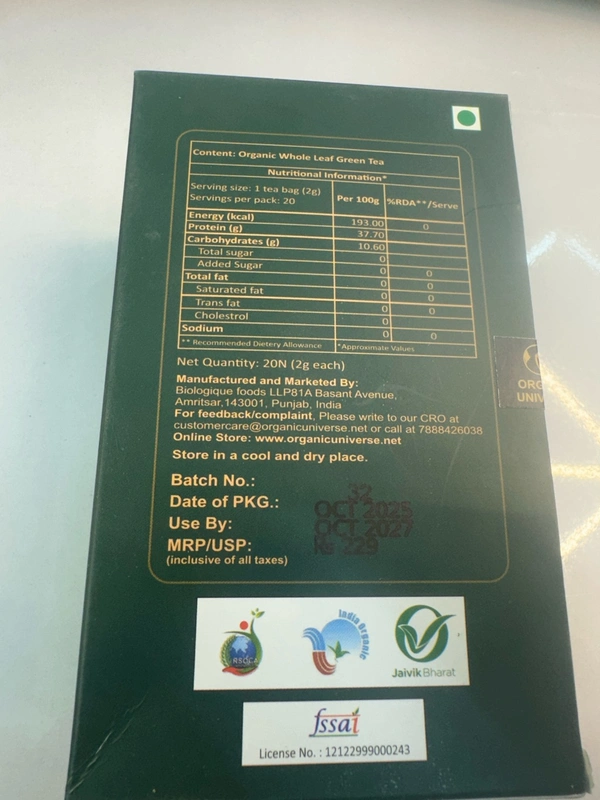 Content: Organic Whole Leaf Green Tea
Nutritional Information*
Serving size: 1 tea bag (2g)
Servings per pack: 20
Per 100g %RDA**/Serve
Energy (kcal) 193.00 0
Protein (g) 37.70
Carbohydrates (g) 10.60
Total sugar 0
Added Sugar 0 0
Total fat 0 0
Saturated fat 0 0
Trans fat 0 0
Cholestrol 0
Sodium 0 0
** Recommended Dietery Allowance *Approximate Values
Net Quantity: 20N (2g each)
Manufactured and Marketed By:
Biologique foods LLP81A Basant Avenue,
Amritsar,143001, Punjab, India
For feedback/complaint, Please write to our CRO at
customercare@organicuniverse.net or call at 7888426038
Online Store: www.organicuniverse.net
Store in a cool and dry place.
Batch No.: 32
Date of PKG.: OCT 2025
Use By: OCT 2027
MRP/USP: Rs 229
(inclusive of all taxes)
ORG
UNIV
RSOCA
India Organic
Jaivik Bharat
fssai
License No. : 12122999000243